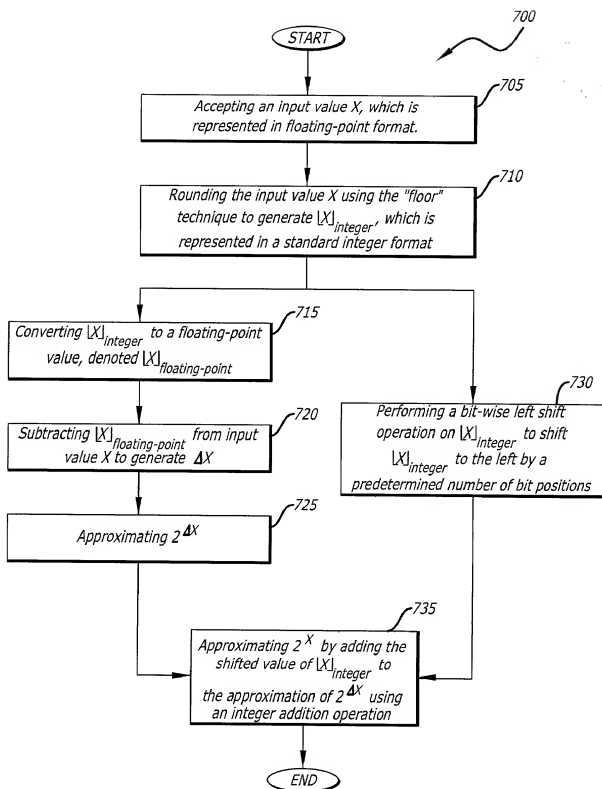 START
700
705
Accepting an input value X, which is
represented in floating-point format.
710
Rounding the input value X using the "floor"
technique to generate ⌊X⌋integer, which is
represented in a standard integer format
715
Converting ⌊X⌋integer to a floating-point
value, denoted ⌊X⌋floating-point
720
Subtracting ⌊X⌋floating-point from input
value X to generate ΔX
725
Approximating 2^ΔX
730
Performing a bit-wise left shift
operation on ⌊X⌋integer to shift
⌊X⌋integer to the left by a
predetermined number of bit positions
735
Approximating 2^X by adding the
shifted value of ⌊X⌋integer to
the approximation of 2^ΔX using
an integer addition operation
END